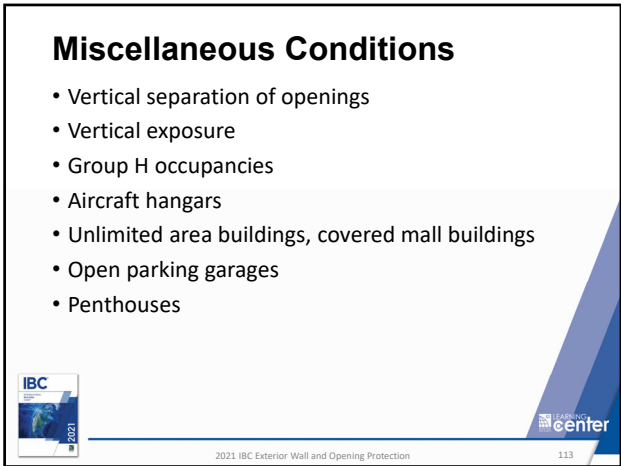 Miscellaneous Conditions
• Vertical separation of openings
• Vertical exposure
• Group H occupancies
• Aircraft hangars
• Unlimited area buildings, covered mall buildings
• Open parking garages
• Penthouses
IBC
2021
LEARNING
center
2021 IBC Exterior Wall and Opening Protection
113